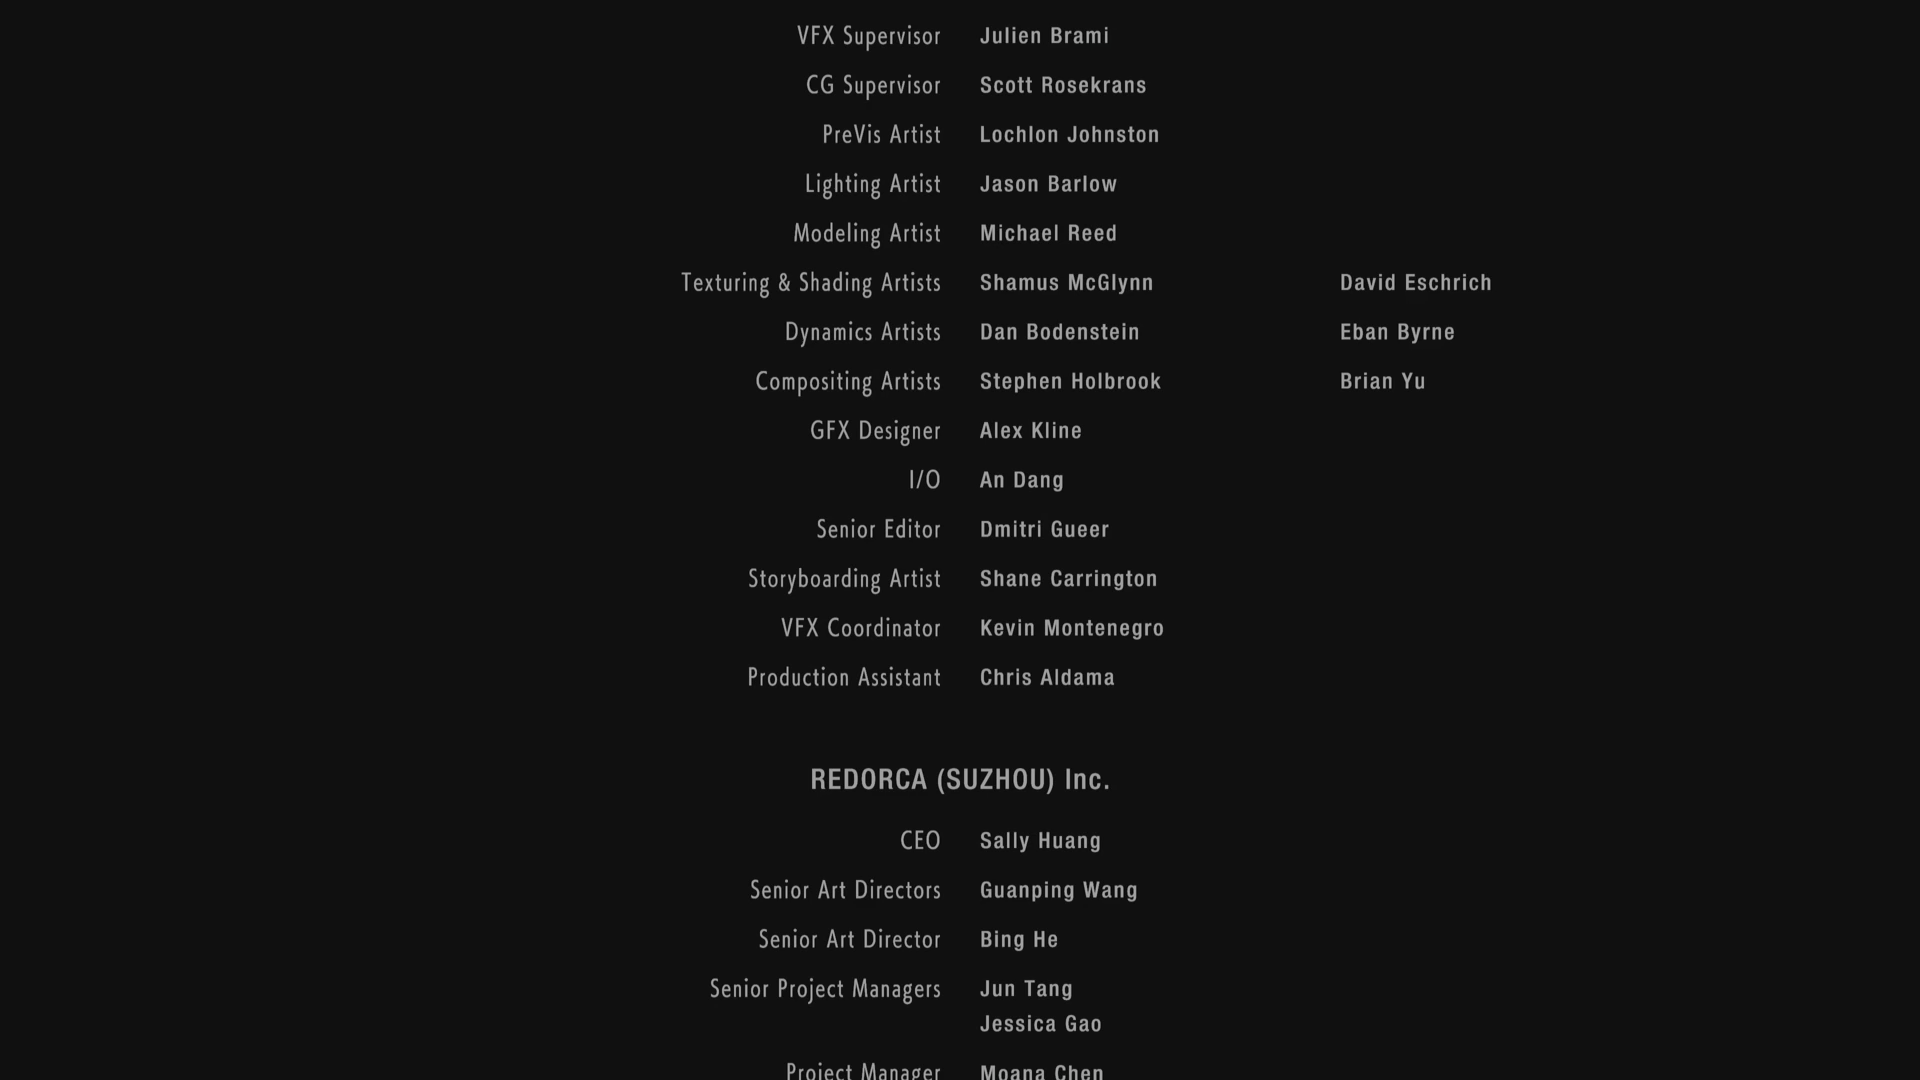 VFX Supervisor Julien Brami
CG Supervisor Scott Rosekrans
PreVis Artist Lochlon Johnston
Lighting Artist Jason Barlow
Modeling Artist Michael Reed
Texturing & Shading Artists Shamus McGlynn David Eschrich
Dynamics Artists Dan Bodenstein Eban Byrne
Compositing Artists Stephen Holbrook Brian Yu
GFX Designer Alex Kline
I/O An Dang
Senior Editor Dmitri Gueer
Storyboarding Artist Shane Carrington
VFX Coordinator Kevin Montenegro
Production Assistant Chris Aldama
REDORCA (SUZHOU) Inc.
CEO Sally Huang
Senior Art Directors Guanping Wang
Senior Art Director Bing He
Senior Project Managers Jun Tang
Jessica Gao
Project Manager Moana Chen